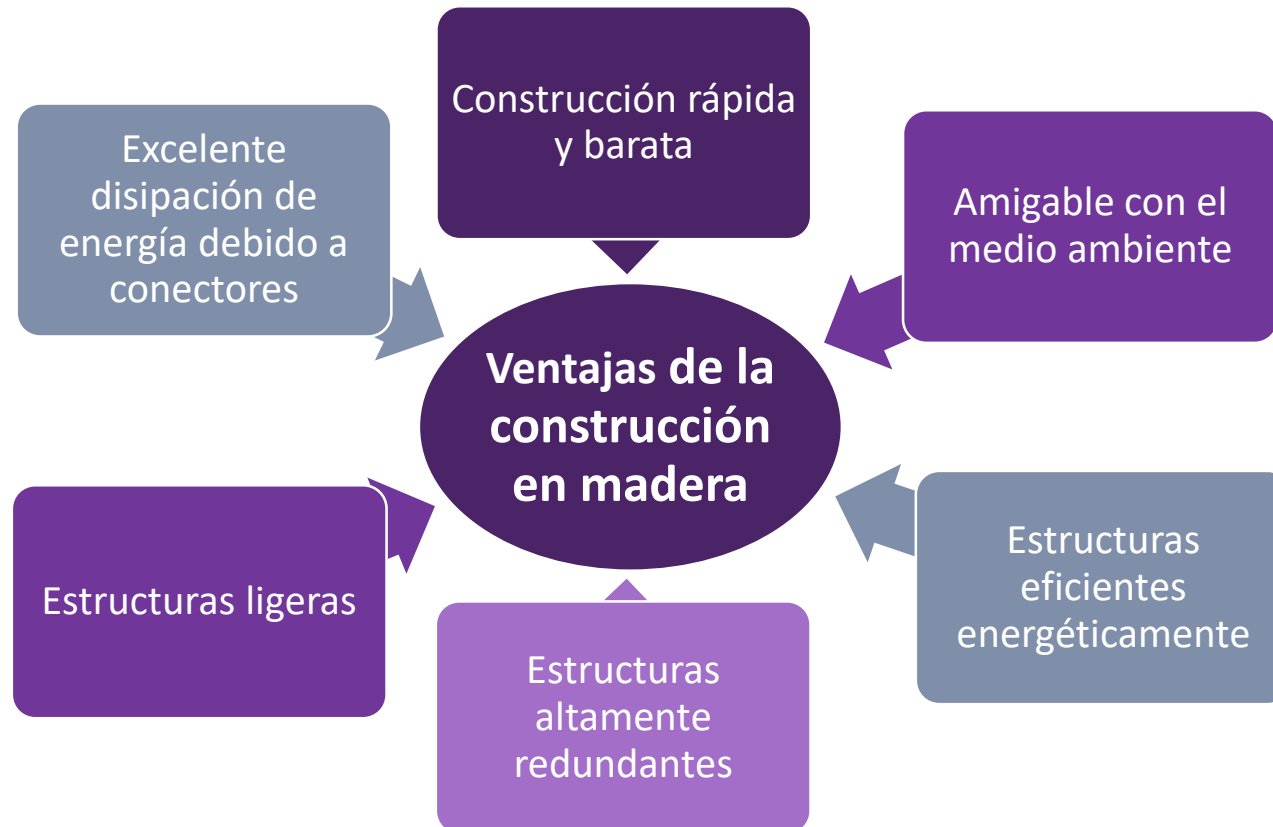 Construcción rápida
y barata
Excelente
disipación de
energía debido a
conectores
Amigable con el
medio ambiente
Ventajas de la
construcción
en madera
Estructuras ligeras
Estructuras
eficientes
energéticamente
Estructuras
altamente
redundantes